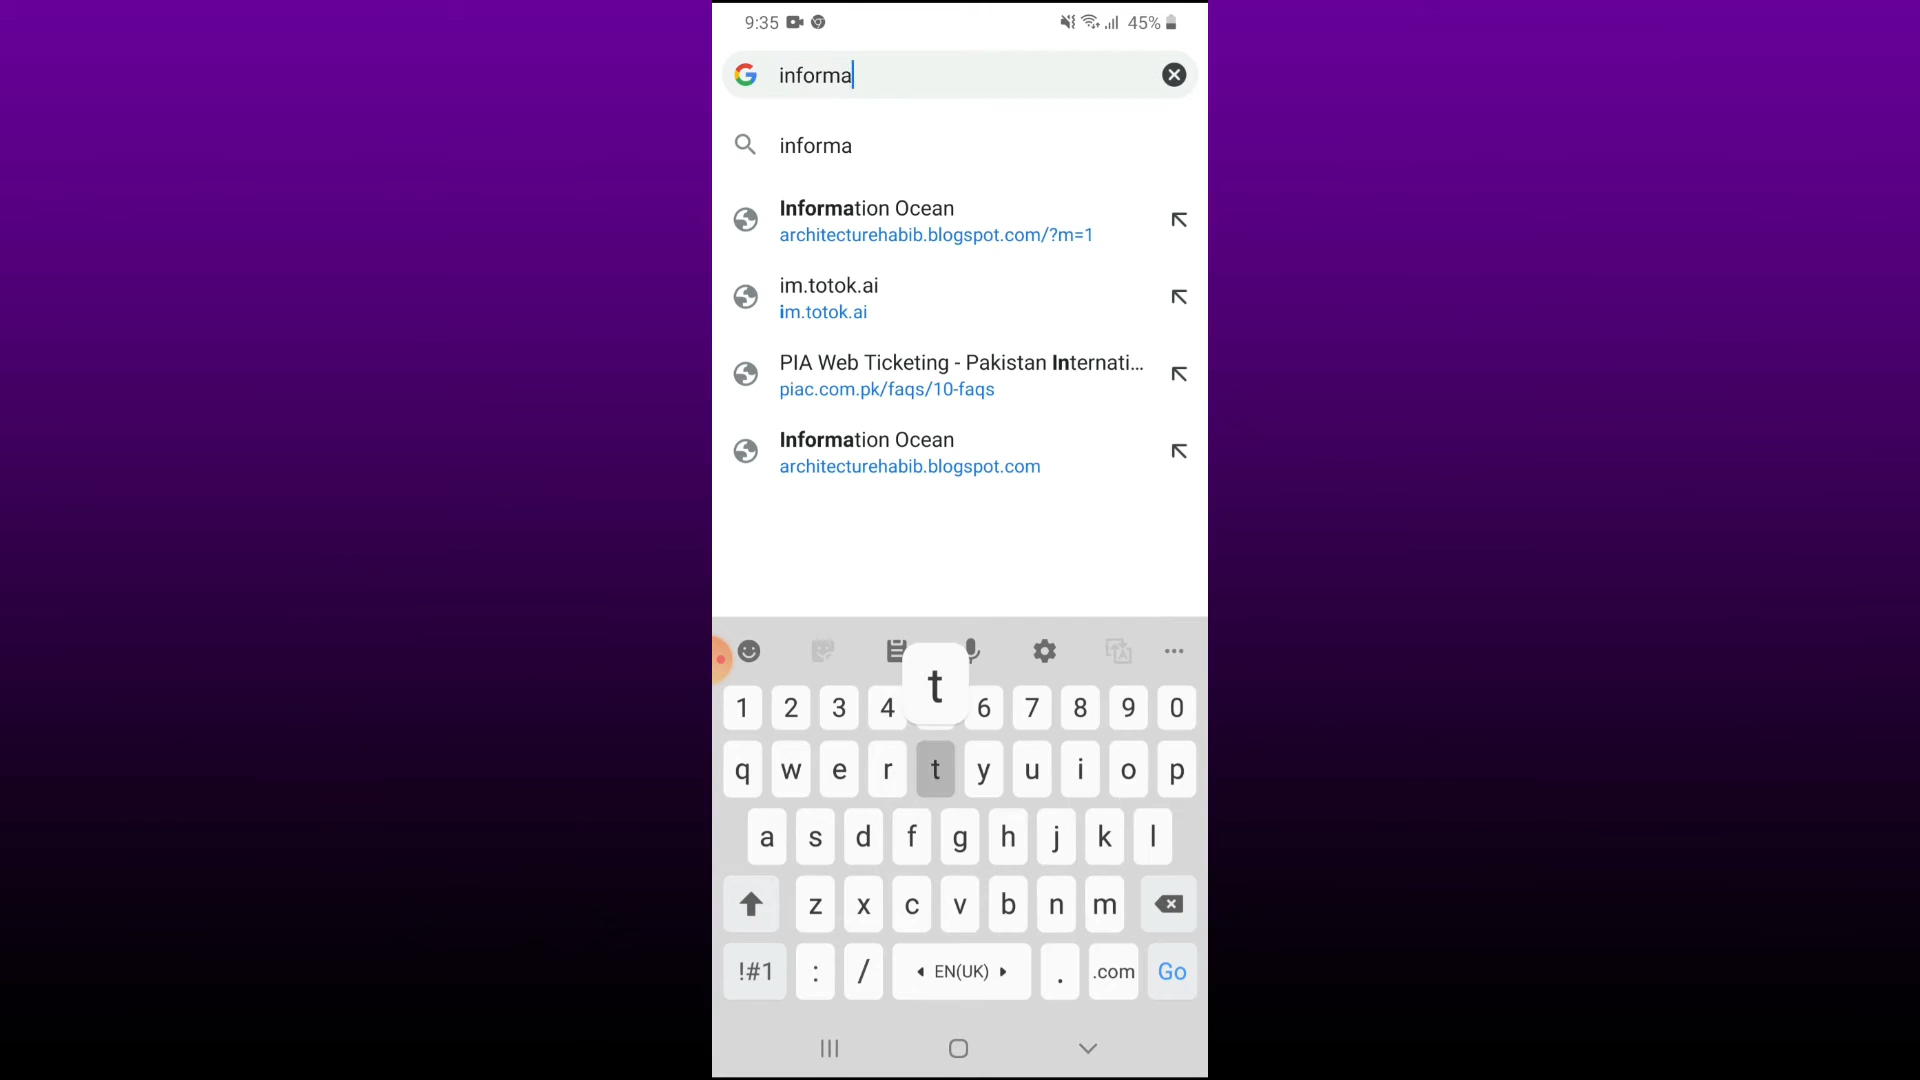 9:35 45%
informa
informa
Information Ocean
architecturehabib.blogspot.com/?m=1
im.totok.ai
im.totok.ai
PIA Web Ticketing - Pakistan Internati...
piac.com.pk/faqs/10-faqs
Information Ocean
architecturehabib.blogspot.com
t
1 2 3 4 6 7 8 9 0
q w e r t y u i o p
a s d f g h j k l
z x c v b n m
!#1 : / EN(UK) . .com Go